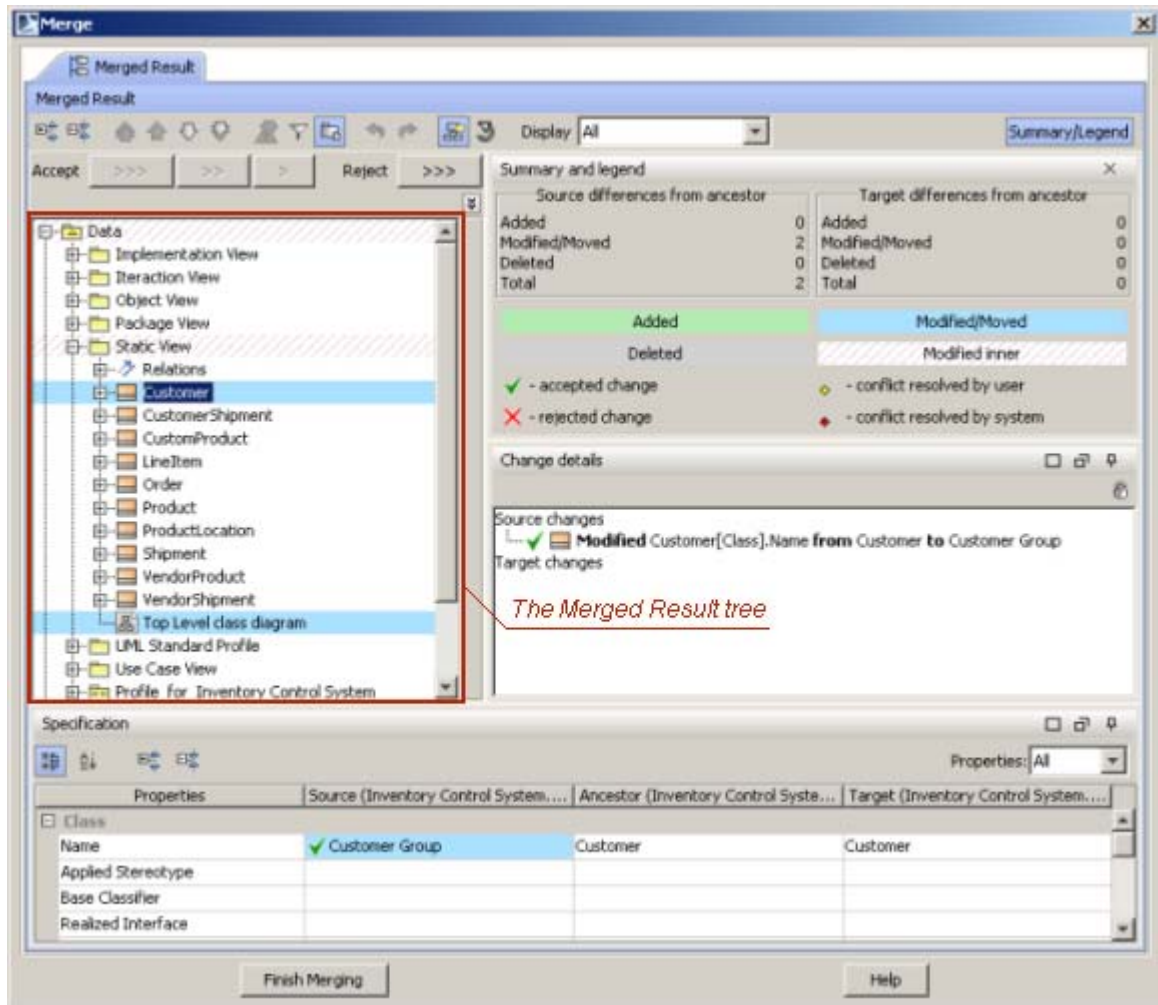 Merge
Merged Result
Merged Result
Display All Summary/Legend
Accept >>> >> > Reject >>>
Data
Implementation View
Iteraction View
Object View
Package View
Static View
Relations
Customer
CustomerShipment
CustomProduct
LineItem
Order
Product
ProductLocation
Shipment
VendorProduct
VendorShipment
Top Level class diagram
UML Standard Profile
Use Case View
Profile for Inventory Control System
Summary and legend
Source differences from ancestor
Added 0
Modified/Moved 2
Deleted 0
Total 2
Target differences from ancestor
Added 0
Modified/Moved 0
Deleted 0
Total 0
Added Modified/Moved
Deleted Modified inner
- accepted change - conflict resolved by user
- rejected change - conflict resolved by system
Change details
Source changes
Modified Customer[Class].Name from Customer to Customer Group
Target changes
The Merged Result tree
Specification
Properties: All
Properties Source (Inventory Control System.... Ancestor (Inventory Control Syste... Target (Inventory Control System....
Class
Name Customer Group Customer Customer
Applied Stereotype
Base Classifier
Realized Interface
Finish Merging Help